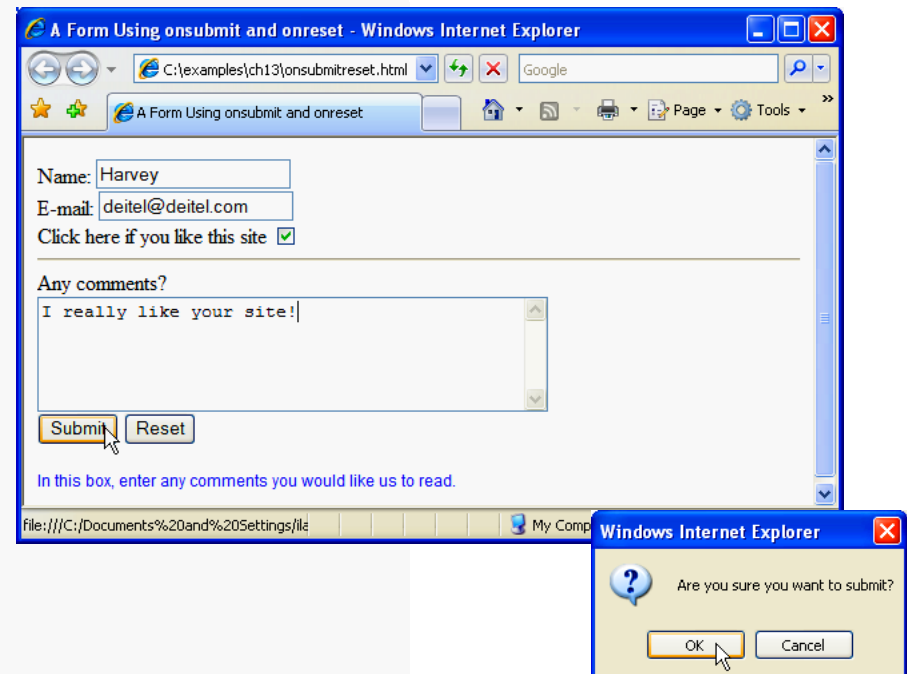 A Form Using onsubmit and onreset - Windows Internet Explorer
C:\examples\ch13\onsubmitreset.html
Google
A Form Using onsubmit and onreset
Page
Tools
»
Name: Harvey
E-mail: deitel@deitel.com
Click here if you like this site
Any comments?
I really like your site!
Submit Reset
In this box, enter any comments you would like us to read.
file:///C:/Documents%20and%20Settings/ila
My Comp
Windows Internet Explorer
Are you sure you want to submit?
OK Cancel